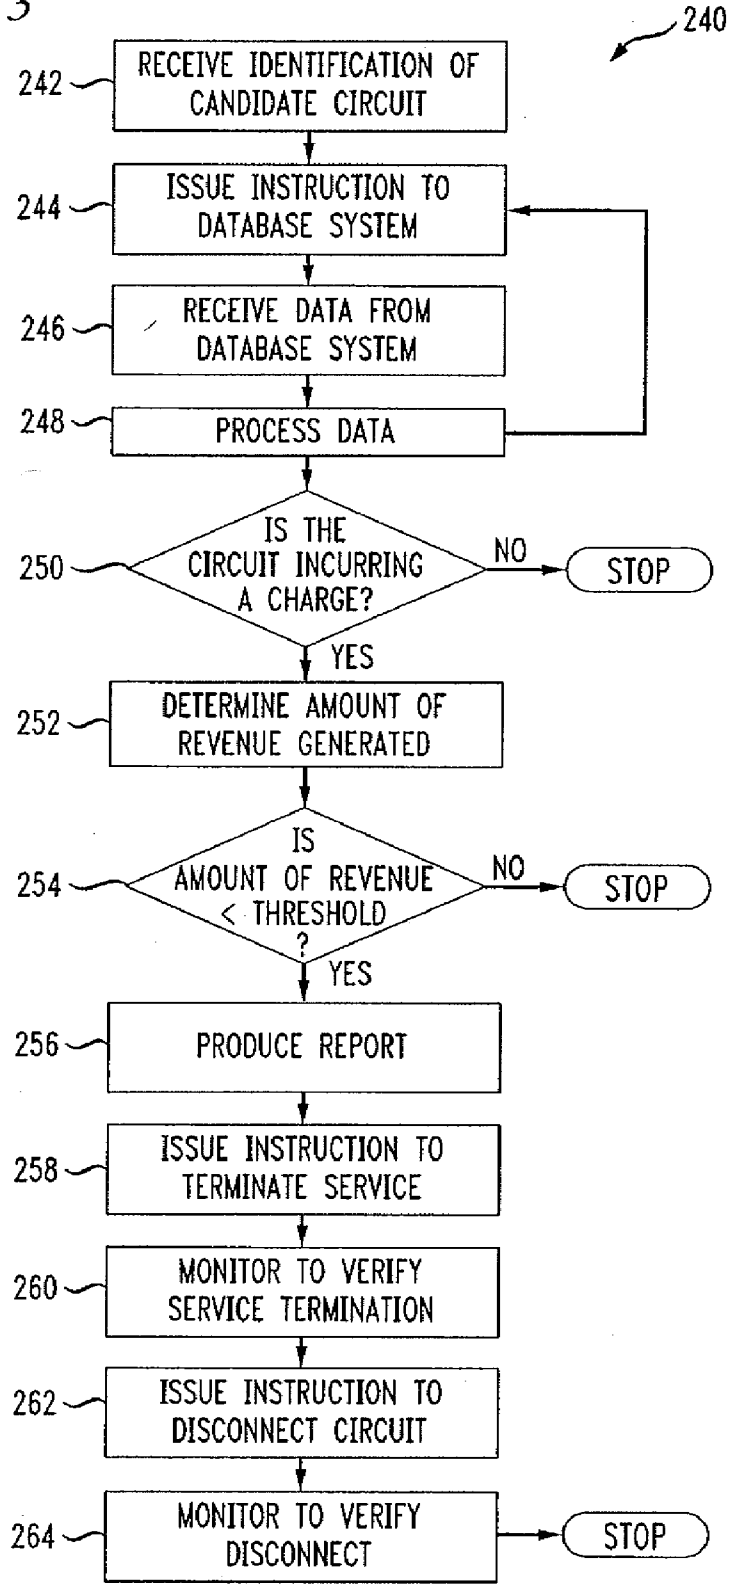 3
240
242
RECEIVE IDENTIFICATION OF
CANDIDATE CIRCUIT
244
ISSUE INSTRUCTION TO
DATABASE SYSTEM
246
RECEIVE DATA FROM
DATABASE SYSTEM
248
PROCESS DATA
250
IS THE
CIRCUIT INCURRING
A CHARGE?
NO
STOP
YES
252
DETERMINE AMOUNT OF
REVENUE GENERATED
254
IS
AMOUNT OF REVENUE
< THRESHOLD
?
NO
STOP
YES
256
PRODUCE REPORT
258
ISSUE INSTRUCTION TO
TERMINATE SERVICE
260
MONITOR TO VERIFY
SERVICE TERMINATION
262
ISSUE INSTRUCTION TO
DISCONNECT CIRCUIT
264
MONITOR TO VERIFY
DISCONNECT
STOP